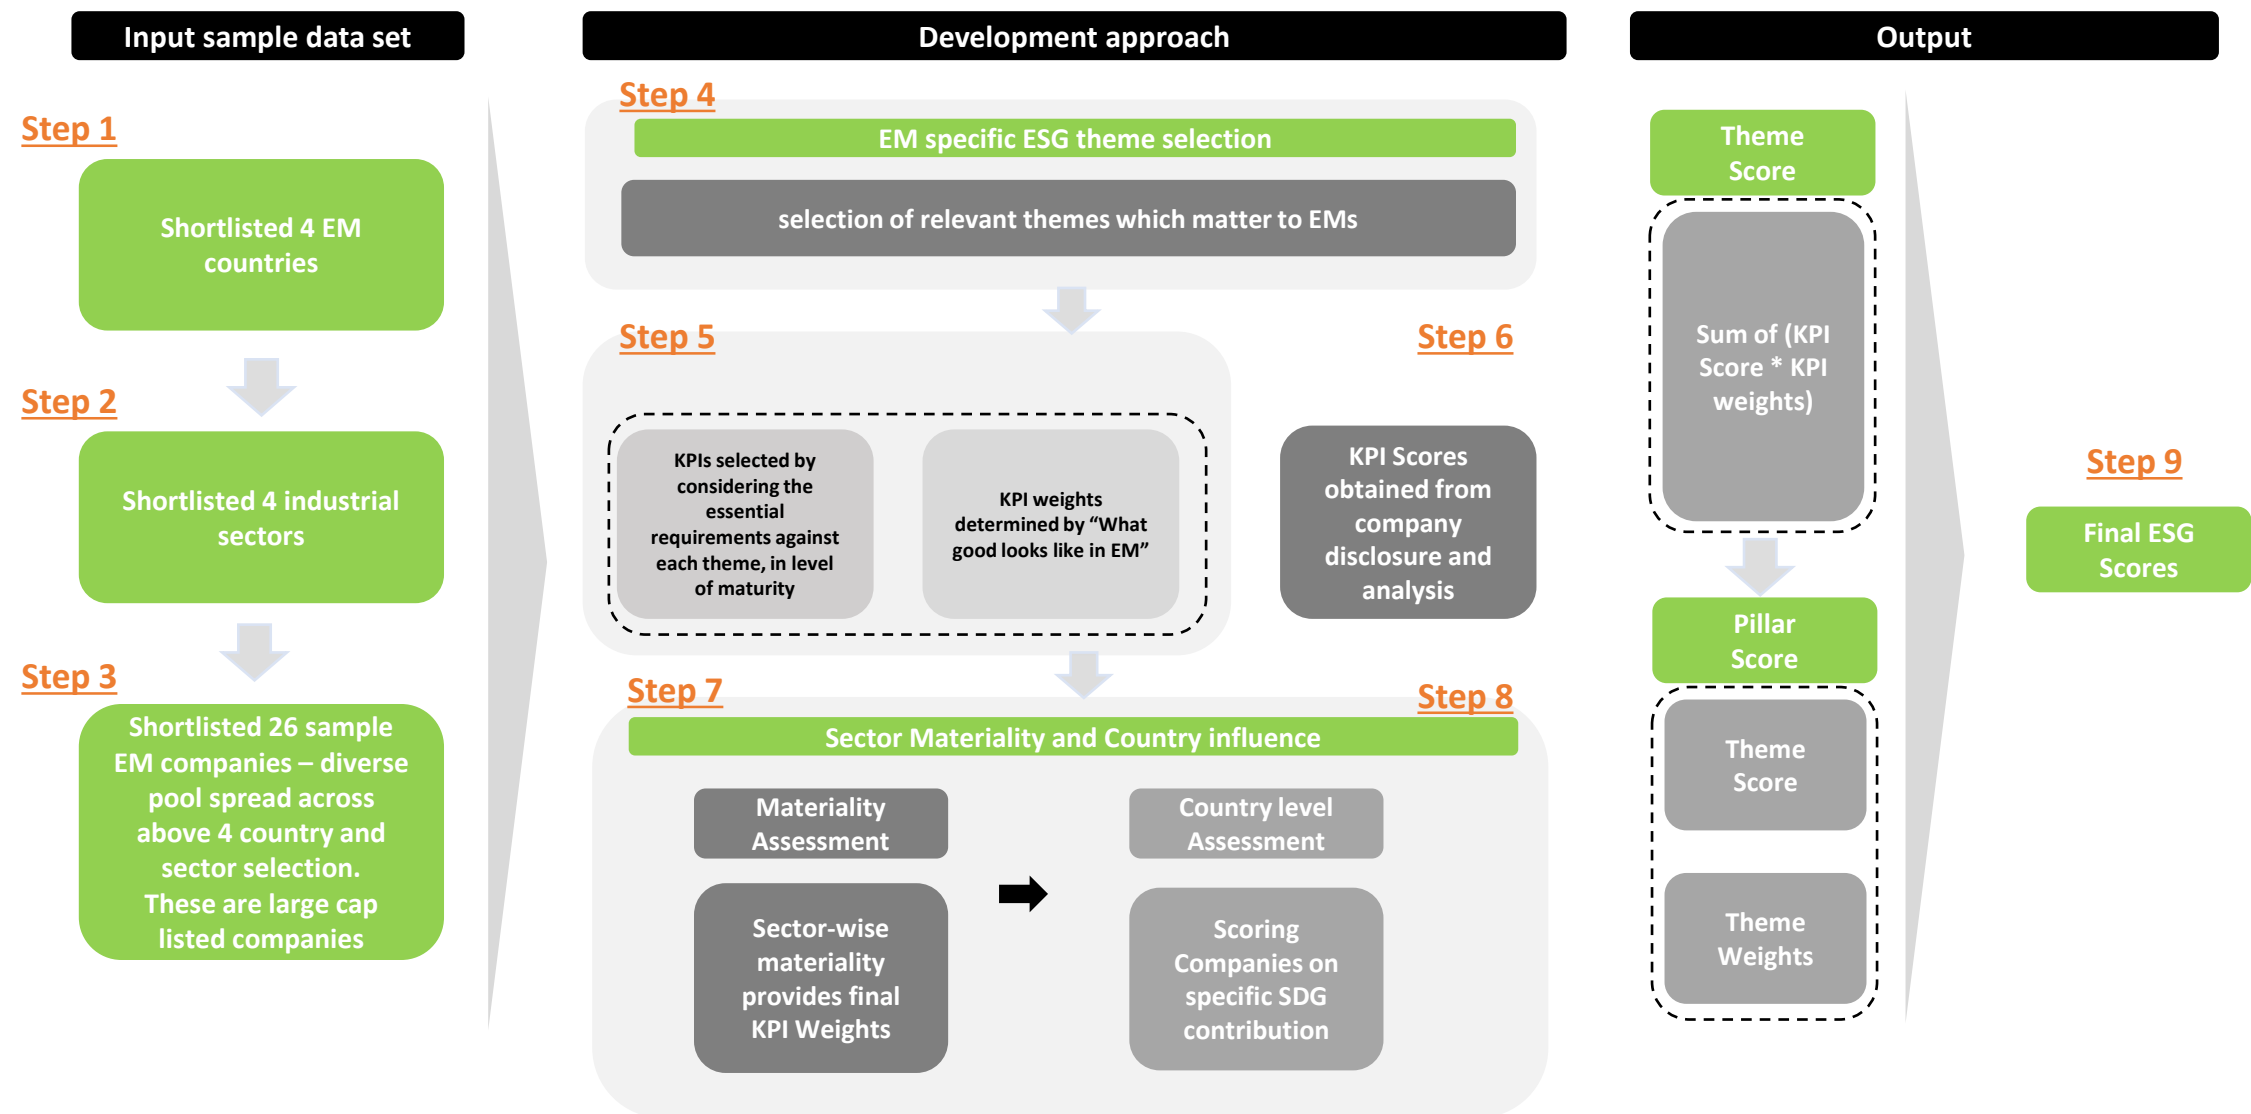 Input sample data set
Step 1
Shortlisted 4 EM
countries
Step 2
Shortlisted 4 industrial
sectors
Step 3
Shortlisted 26 sample
EM companies – diverse
pool spread across
above 4 country and
sector selection.
These are large cap
listed companies
Development approach
Step 4
EM specific ESG theme selection
selection of relevant themes which matter to EMs
Step 5
KPIs selected by
considering the
essential
requirements against
each theme, in level
of maturity
KPI weights
determined by “What
good looks like in EM”
Step 6
KPI Scores
obtained from
company
disclosure and
analysis
Step 7
Step 8
Sector Materiality and Country influence
Materiality
Assessment
Sector-wise
materiality
provides final
KPI Weights
Country level
Assessment
Scoring
Companies on
specific SDG
contribution
Output
Theme
Score
Sum of (KPI
Score * KPI
weights)
Pillar
Score
Theme
Score
Theme
Weights
Step 9
Final ESG
Scores